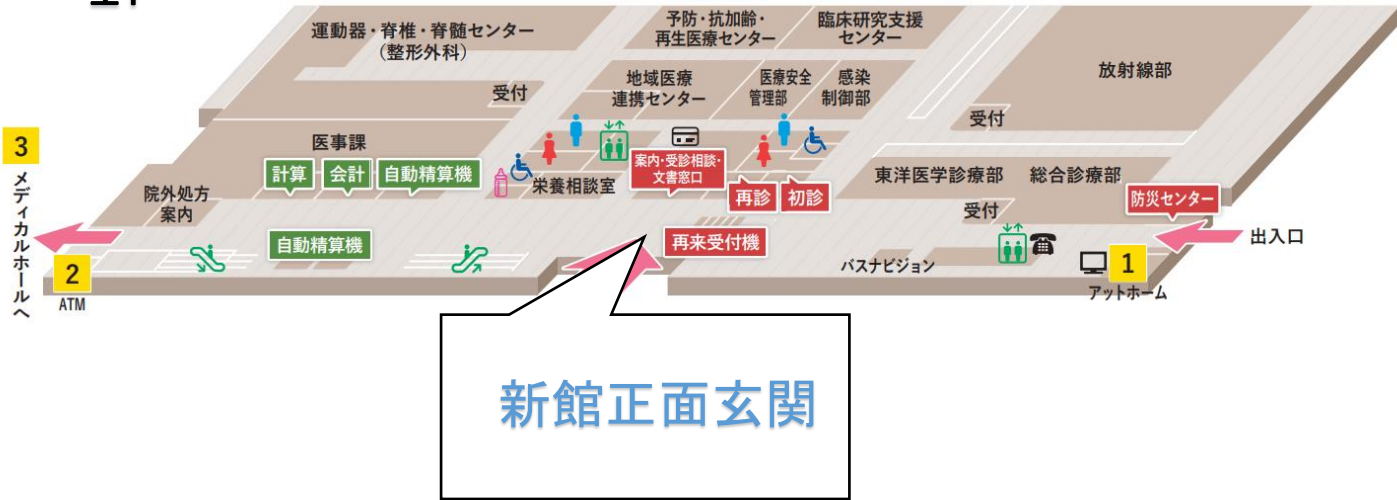 運動器・脊椎・脊髄センター
(整形外科)
予防・抗加齢・
再生医療センター
臨床研究支援
センター
放射線部
受付
地域医療
連携センター
医療安全
管理部
感染
制御部
受付
3
メディカルホールへ
医事課
計算
会計
自動精算機
院外処方
案内
栄養相談室
案内・受診相談・
文書窓口
再診
初診
東洋医学診療部
総合診療部
受付
防災センター
出入口
自動精算機
再来受付機
バスナビジョン
2
ATM
1
アットホーム
新館正面玄関